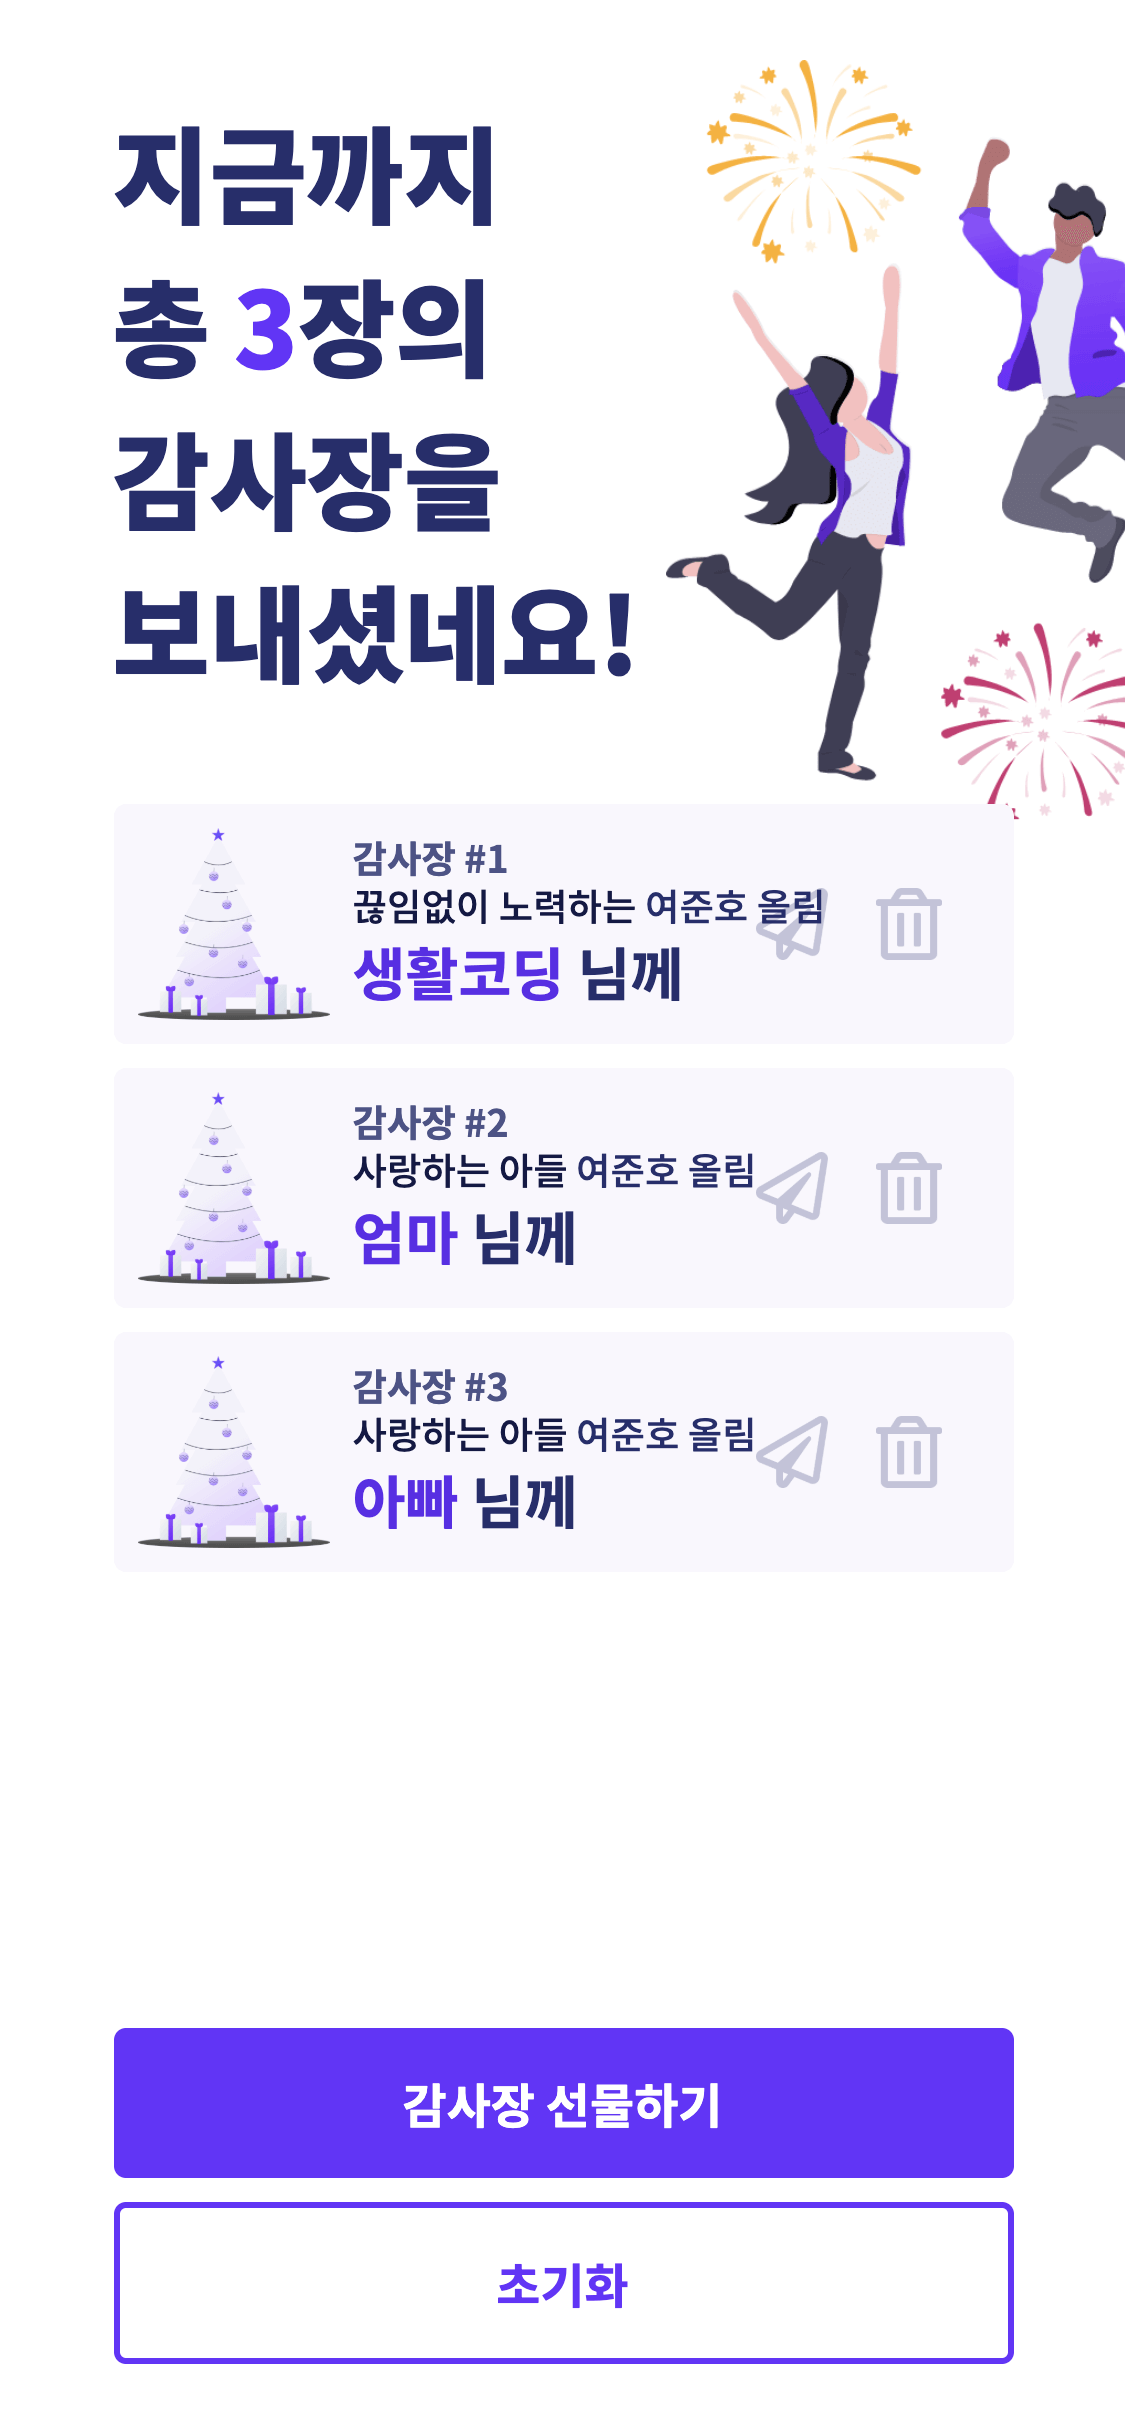 지금까지
총 3장의
감사장을
보내셨네요!
감사장 #1
끊임없이 노력하는 여준호 올림
생활코딩 님께
감사장 #2
사랑하는 아들 여준호 올림
엄마 님께
감사장 #3
사랑하는 아들 여준호 올림
아빠 님께
감사장 선물하기
초기화